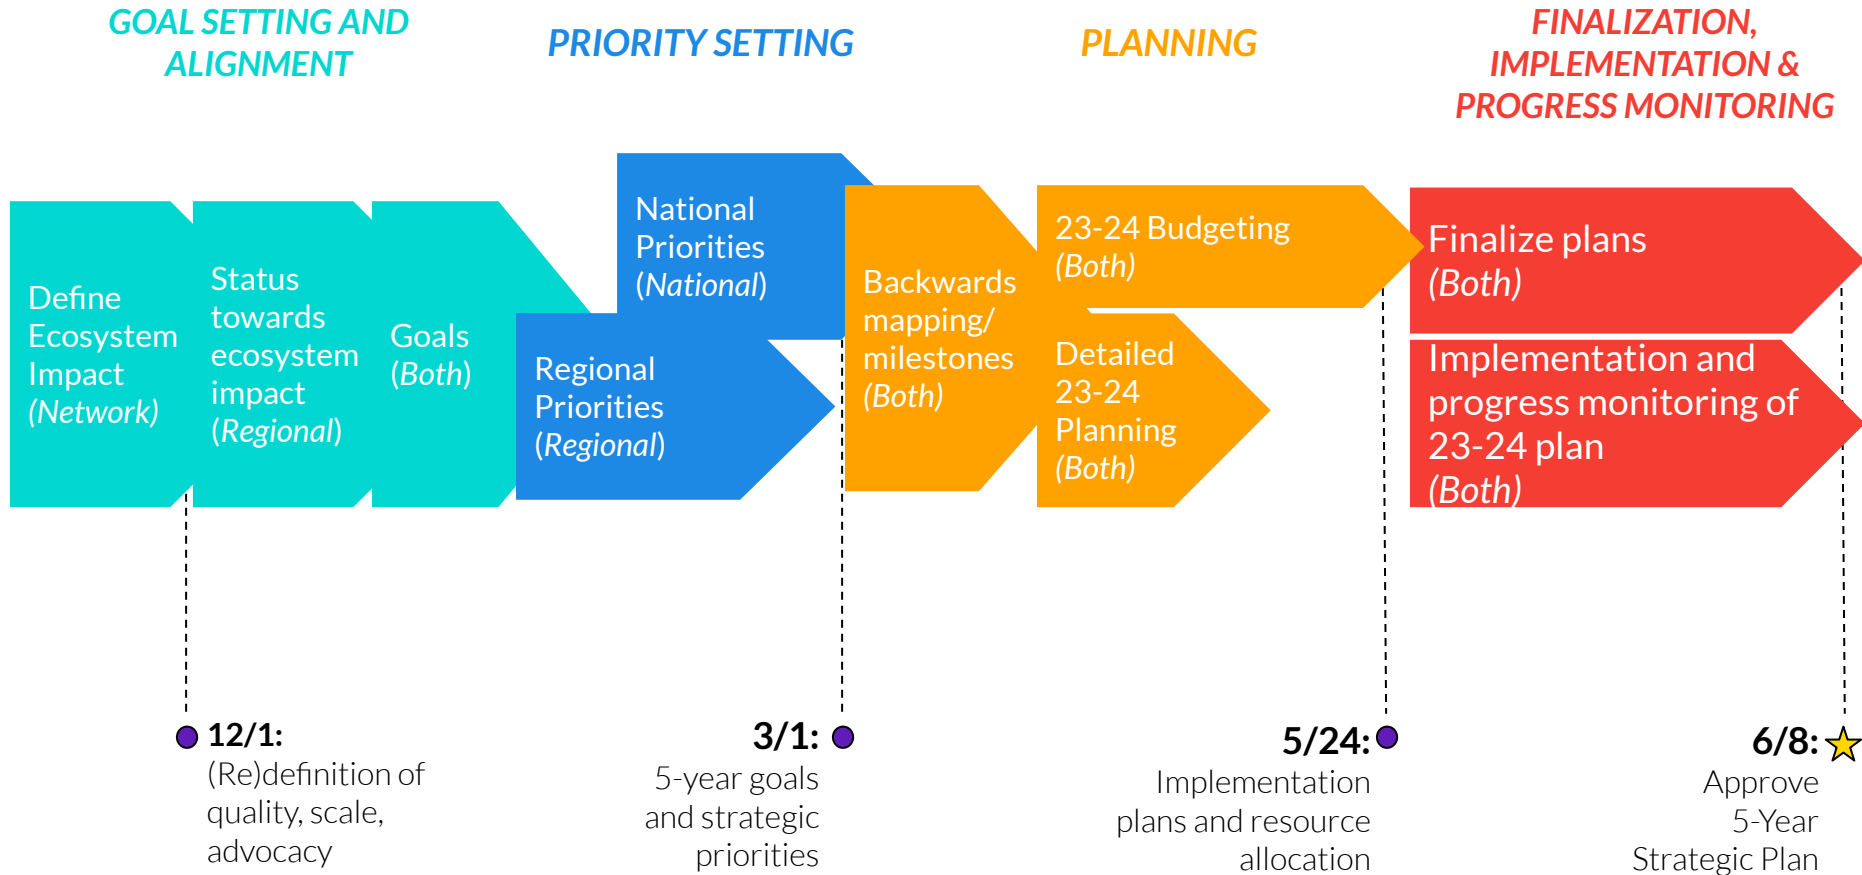 GOAL SETTING AND
ALIGNMENT
PRIORITY SETTING
PLANNING
FINALIZATION,
IMPLEMENTATION &
PROGRESS MONITORING
Define
Ecosystem
Impact
(Network)
Status
towards
ecosystem
impact
(Regional)
Goals
(Both)
National
Priorities
(National)
Regional
Priorities
(Regional)
Backwards
mapping/
milestones
(Both)
23-24 Budgeting
(Both)
Detailed
23-24
Planning
(Both)
Finalize plans
(Both)
Implementation and
progress monitoring of
23-24 plan
(Both)
12/1:
(Re)definition of
quality, scale,
advocacy
3/1:
5-year goals
and strategic
priorities
5/24:
Implementation
plans and resource
allocation
6/8:
Approve
5-Year
Strategic Plan